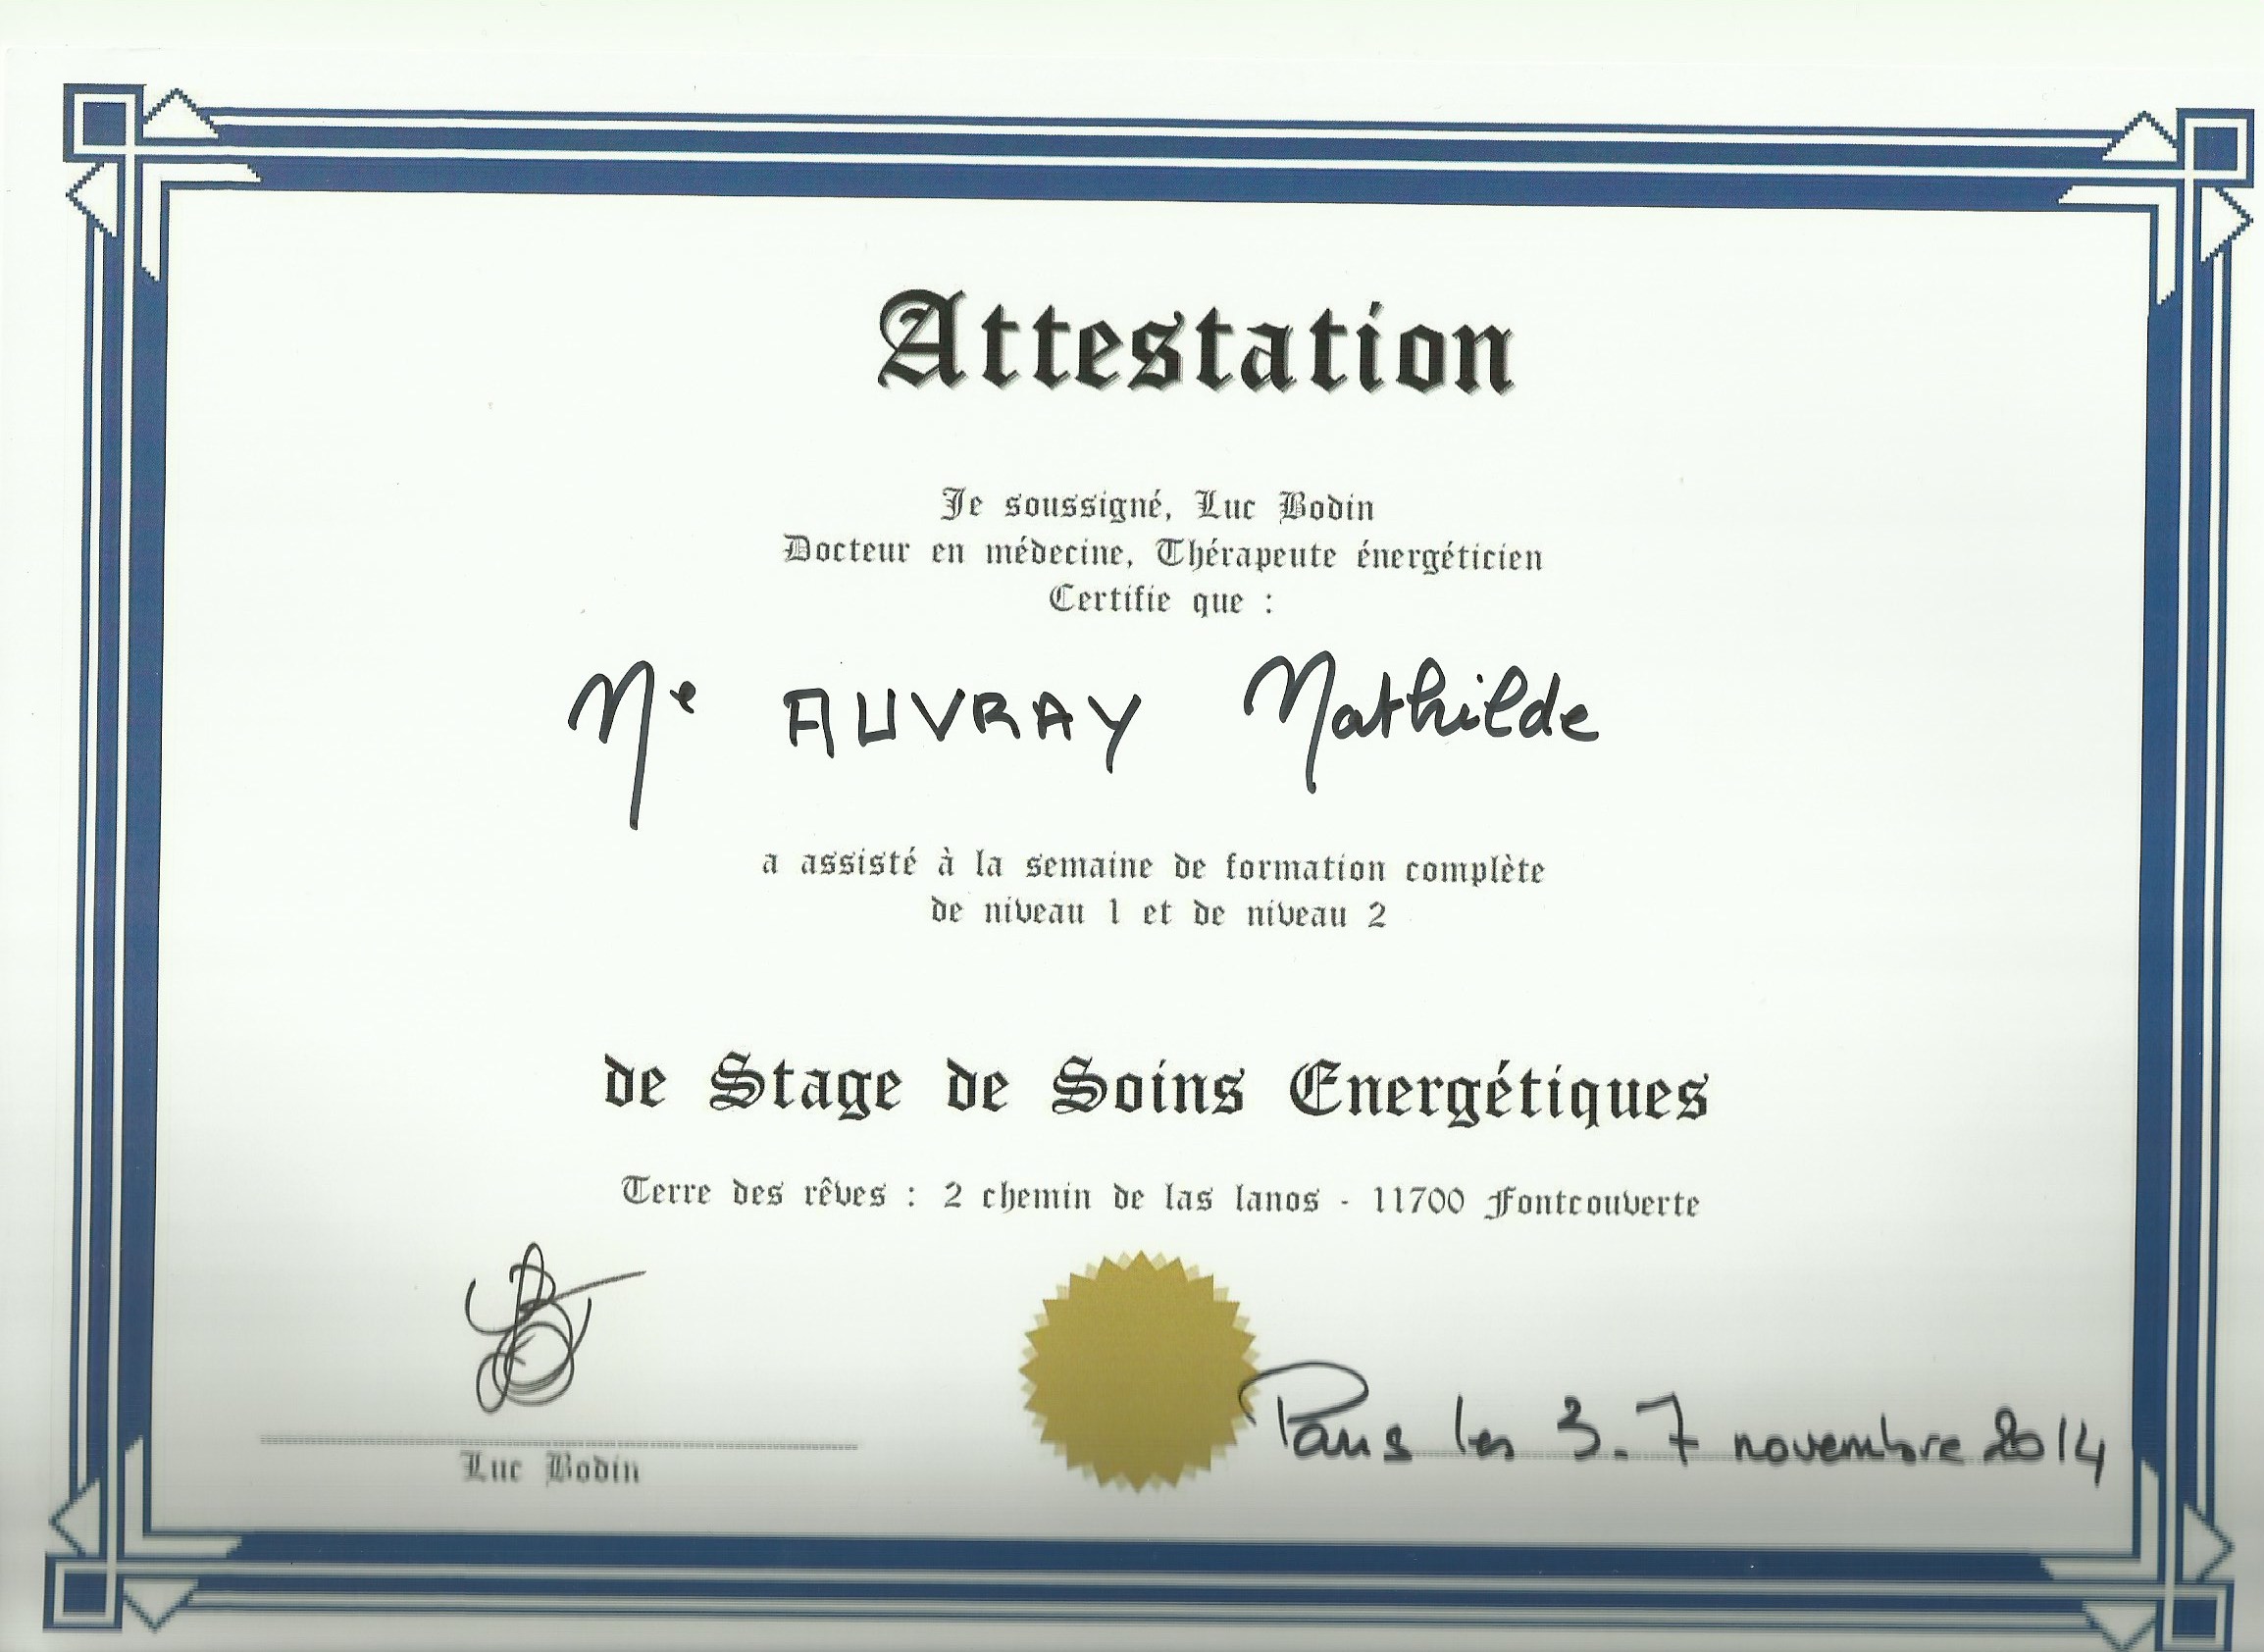 Attestation
Je soussigné, Luc Bodin
Docteur en médecine, Thérapeute énergéticien
Certifie que :
Me AUVRAY Mathilde
a assisté à la semaine de formation complète
de niveau 1 et de niveau 2
de Stage de Soins Energétiques
Terre des rêves : 2 chemin de las lanos - 11700 Fontcouverte
Paris les 3.7 novembre 2014
Luc Bodin